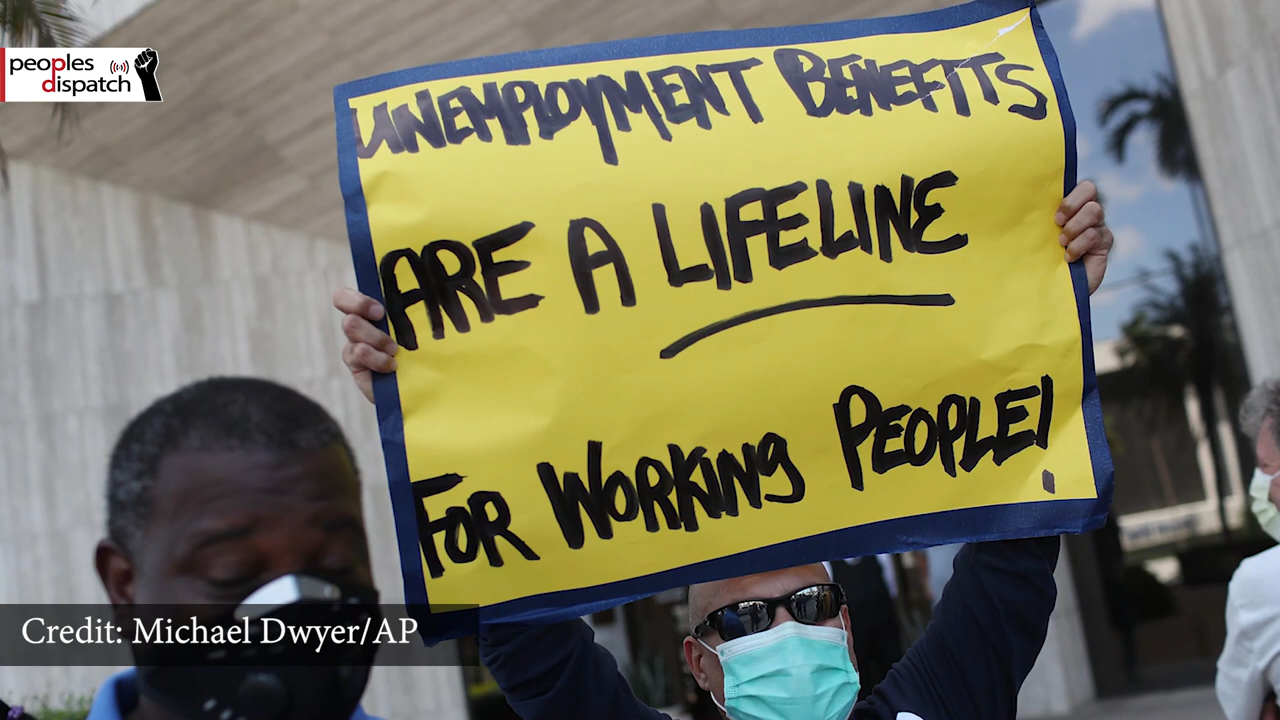 peoples
dispatch
UNEMPLOYMENT BENEFITS
ARE A LIFELINE
FOR WORKING PEOPLE!
Credit: Michael Dwyer/AP